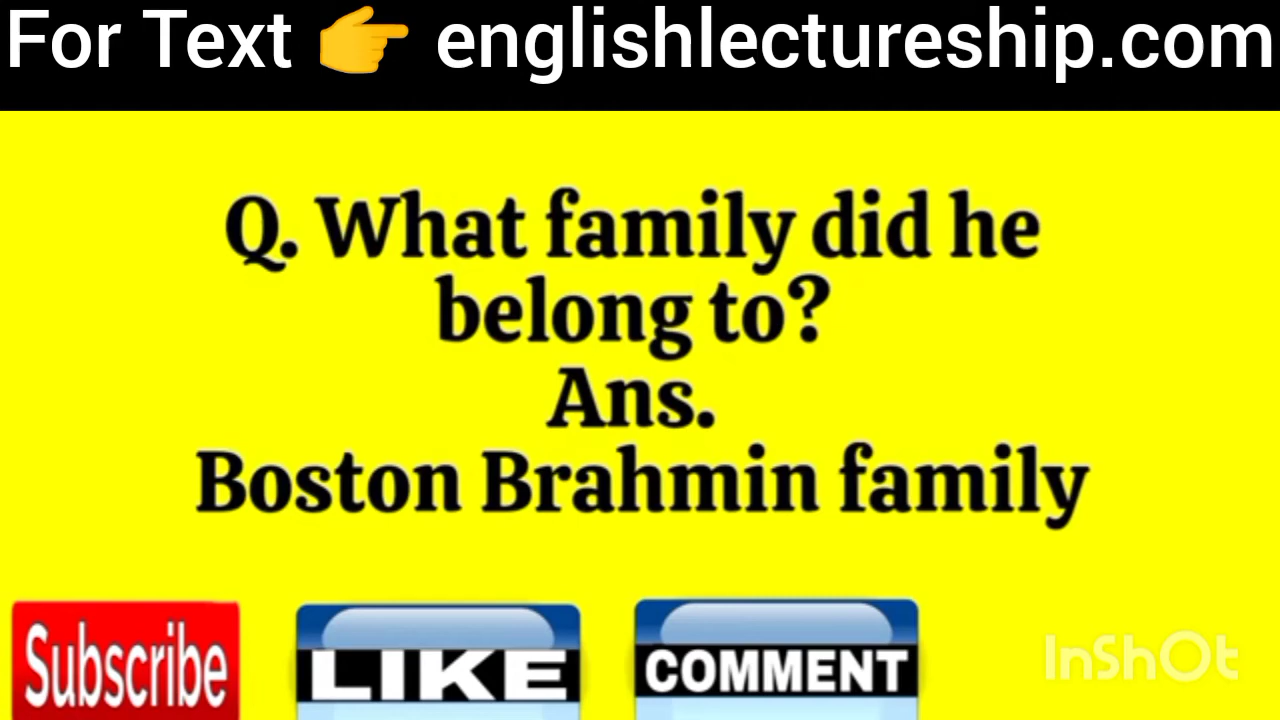 For Text 👉 englishlectureship.com
Q. What family did he
belong to?
Ans.
Boston Brahmin family
Subscribe
LIKE
COMMENT
InShOt